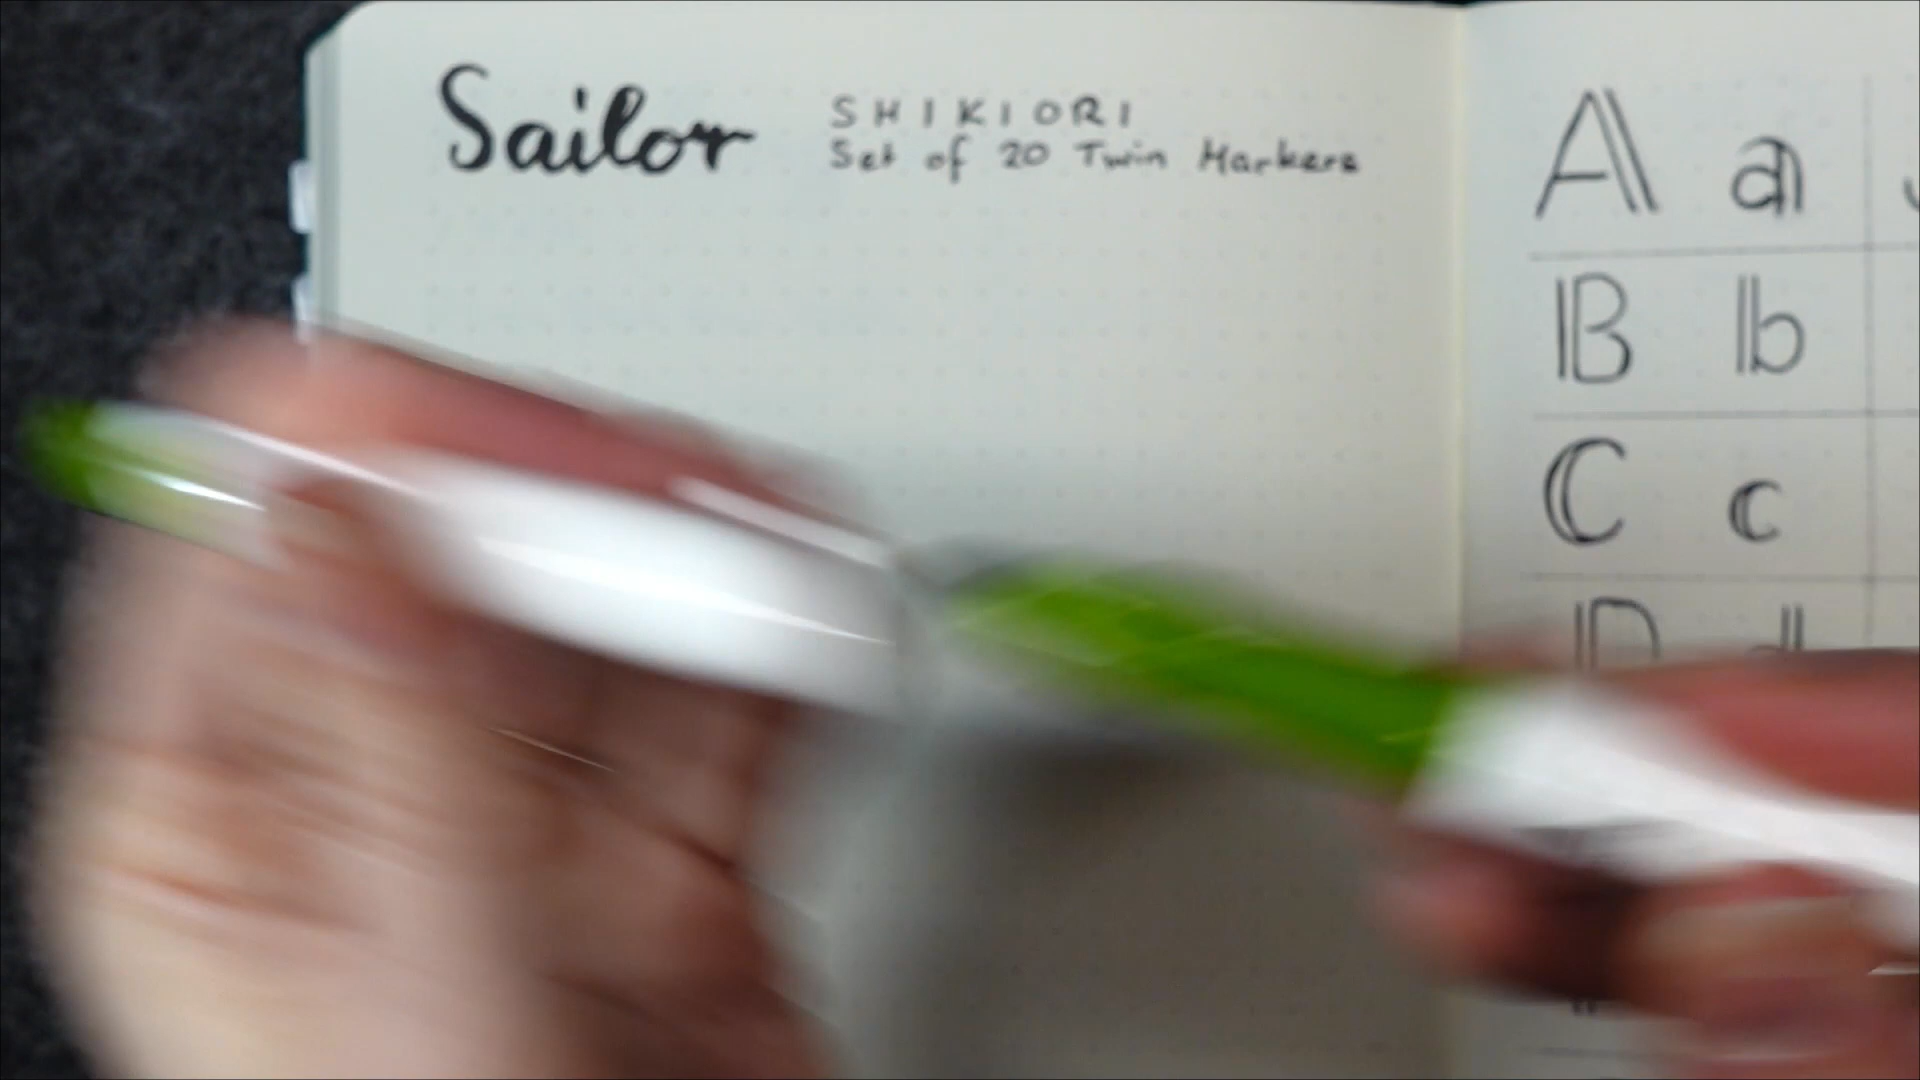 Sailor
SHIKIORI
Set of 20 Twin Markers
A a
B b
C c
D d